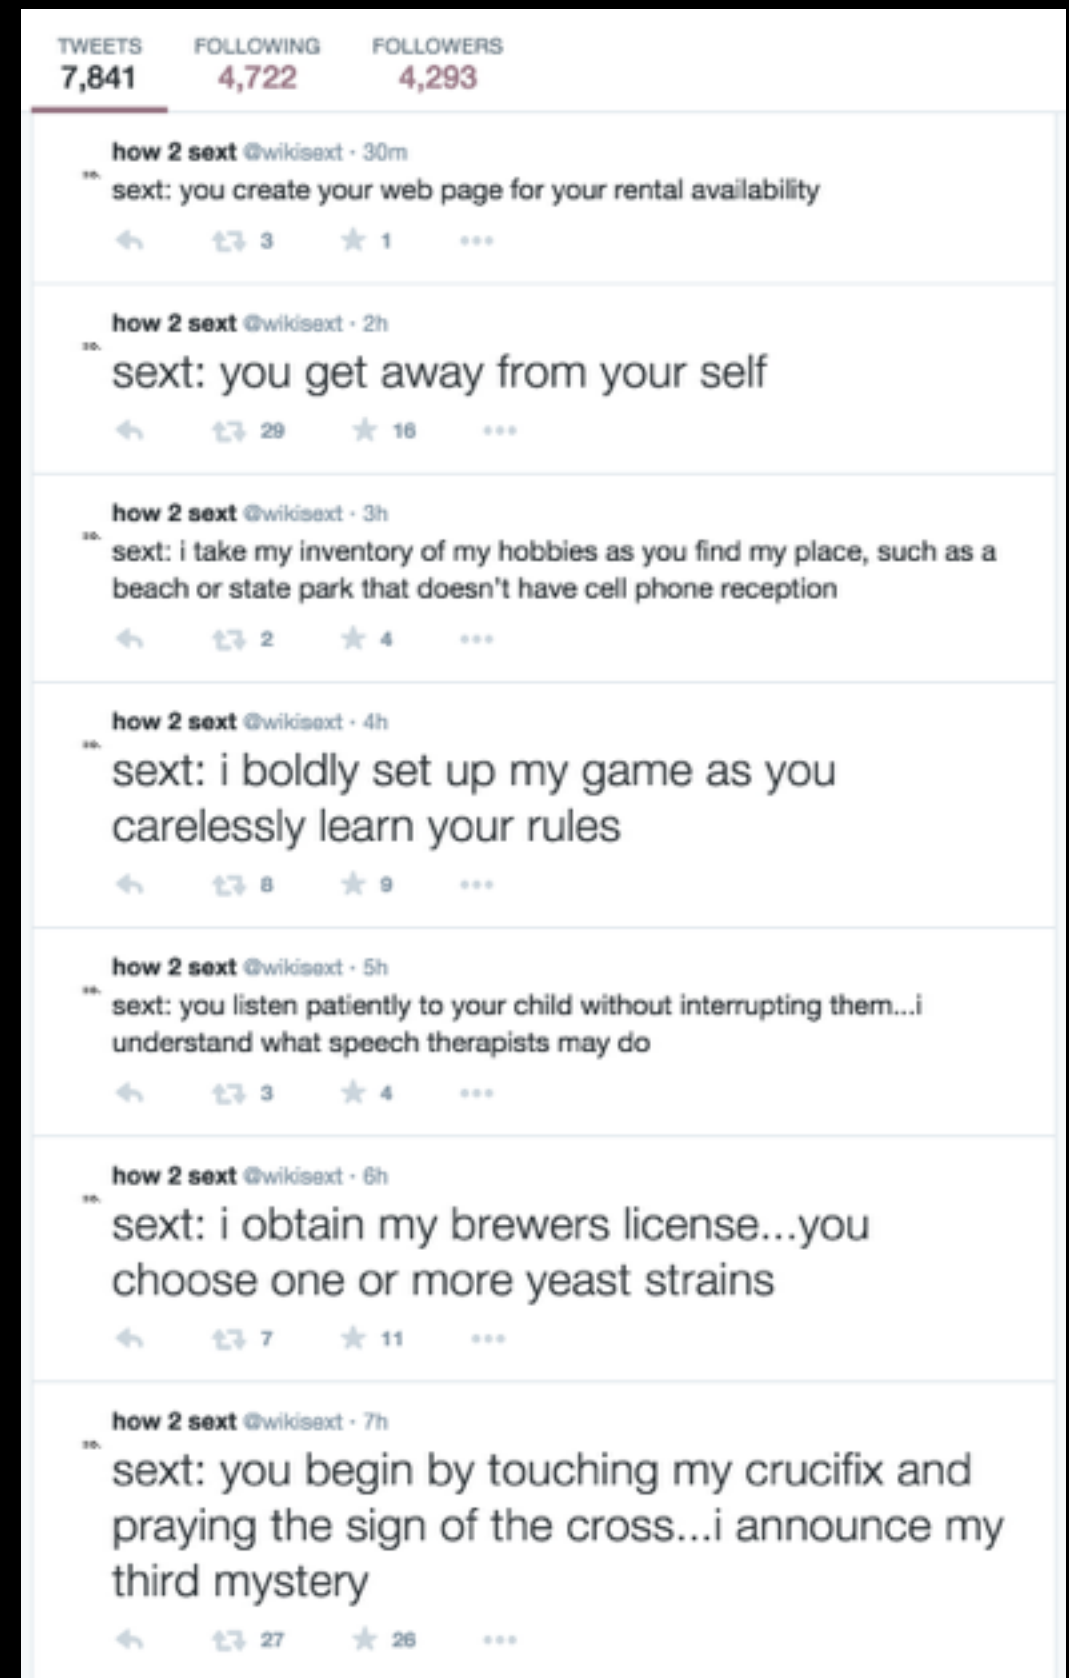 TWEETS FOLLOWING FOLLOWERS
7,841 4,722 4,293
how 2 sext @wikisext · 30m
sext: you create your web page for your rental availability
3 1
how 2 sext @wikisext · 2h
sext: you get away from your self
29 16
how 2 sext @wikisext · 3h
sext: i take my inventory of my hobbies as you find my place, such as a
beach or state park that doesn't have cell phone reception
2 4
how 2 sext @wikisext · 4h
sext: i boldly set up my game as you
carelessly learn your rules
8 9
how 2 sext @wikisext · 5h
sext: you listen patiently to your child without interrupting them...i
understand what speech therapists may do
3 4
how 2 sext @wikisext · 6h
sext: i obtain my brewers license...you
choose one or more yeast strains
7 11
how 2 sext @wikisext · 7h
sext: you begin by touching my crucifix and
praying the sign of the cross...i announce my
third mystery
27 26